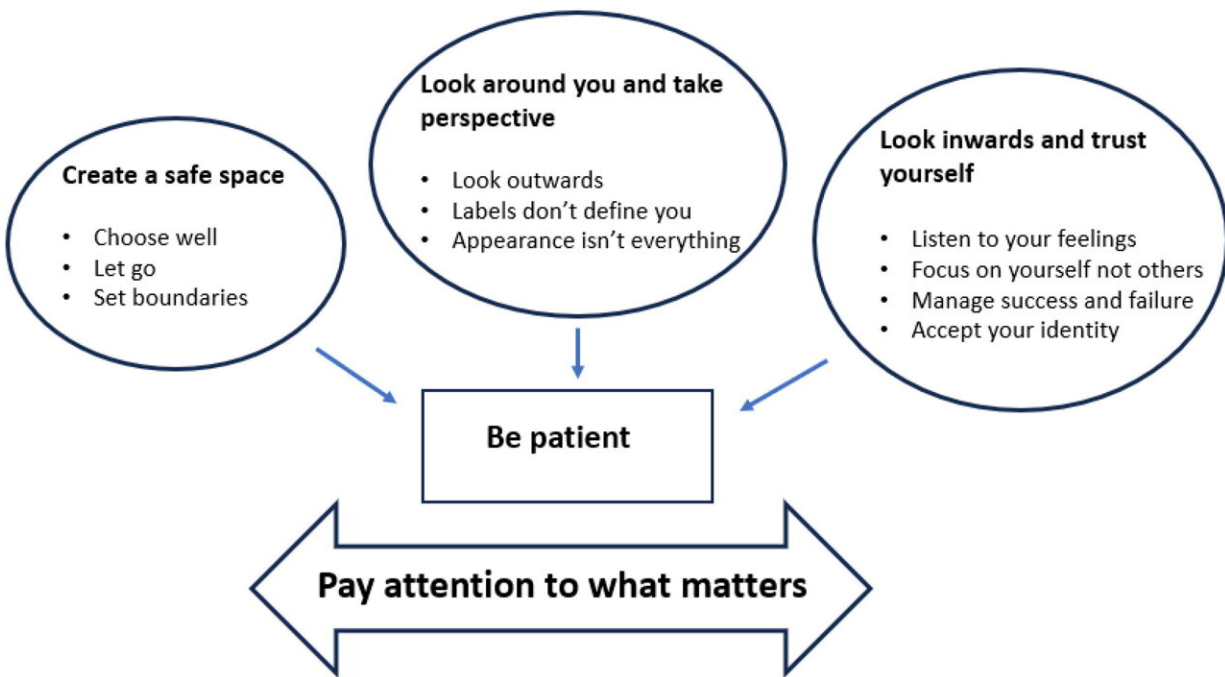 Create a safe space
• Choose well
• Let go
• Set boundaries
Look around you and take
perspective
• Look outwards
• Labels don’t define you
• Appearance isn’t everything
Look inwards and trust
yourself
• Listen to your feelings
• Focus on yourself not others
• Manage success and failure
• Accept your identity
Be patient
Pay attention to what matters